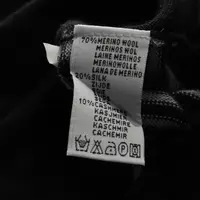 70%MERINO WOOL
MERINOS WOL
LAINE MERINOS
MERINOWOLLE
LANA DE MERINO
20%SILK
ZIJDE
SOIE
SEIDE
SEDA
10%CASHMERE
KASJMIER
CACHEMIRE
KASCHMIR
CACHEMIRA